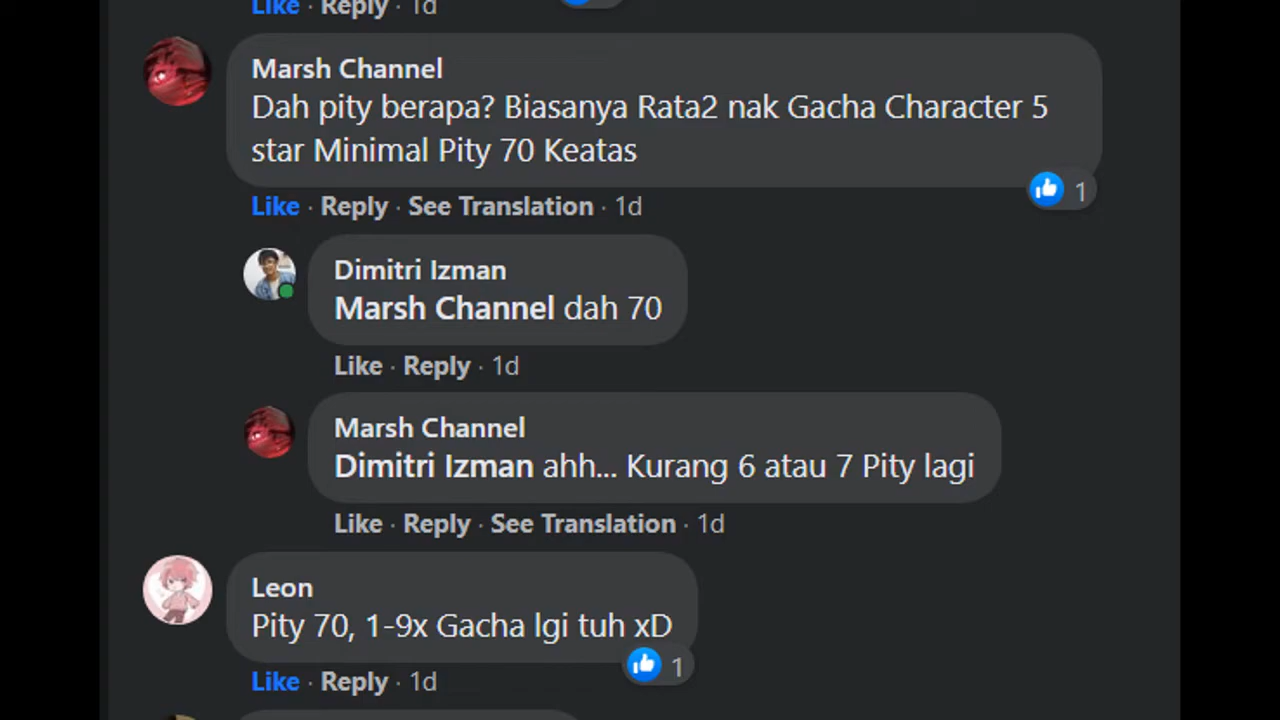 Like · Reply · 1d
Marsh Channel
Dah pity berapa? Biasanya Rata2 nak Gacha Character 5
star Minimal Pity 70 Keatas
1
Like · Reply · See Translation · 1d
Dimitri Izman
Marsh Channel dah 70
Like · Reply · 1d
Marsh Channel
Dimitri Izman ahh... Kurang 6 atau 7 Pity lagi
Like · Reply · See Translation · 1d
Leon
Pity 70, 1-9x Gacha lgi tuh xD
1
Like · Reply · 1d